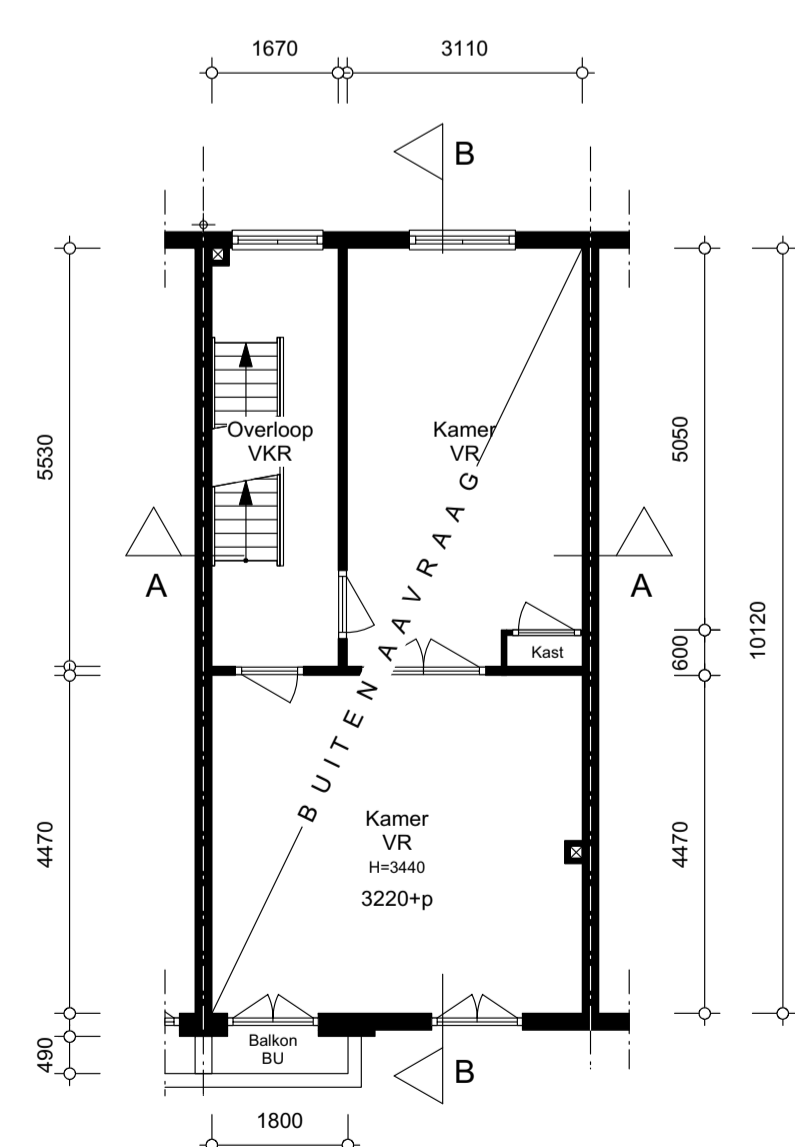 1670
3110
B
5530
5050
10120
Overloop
VKR
Kamer
VR
A
A
600
Kast
BUITEN AAVRAAG
4470
4470
Kamer
VR
H=3440
3220+p
490
Balkon
BU
B
1800